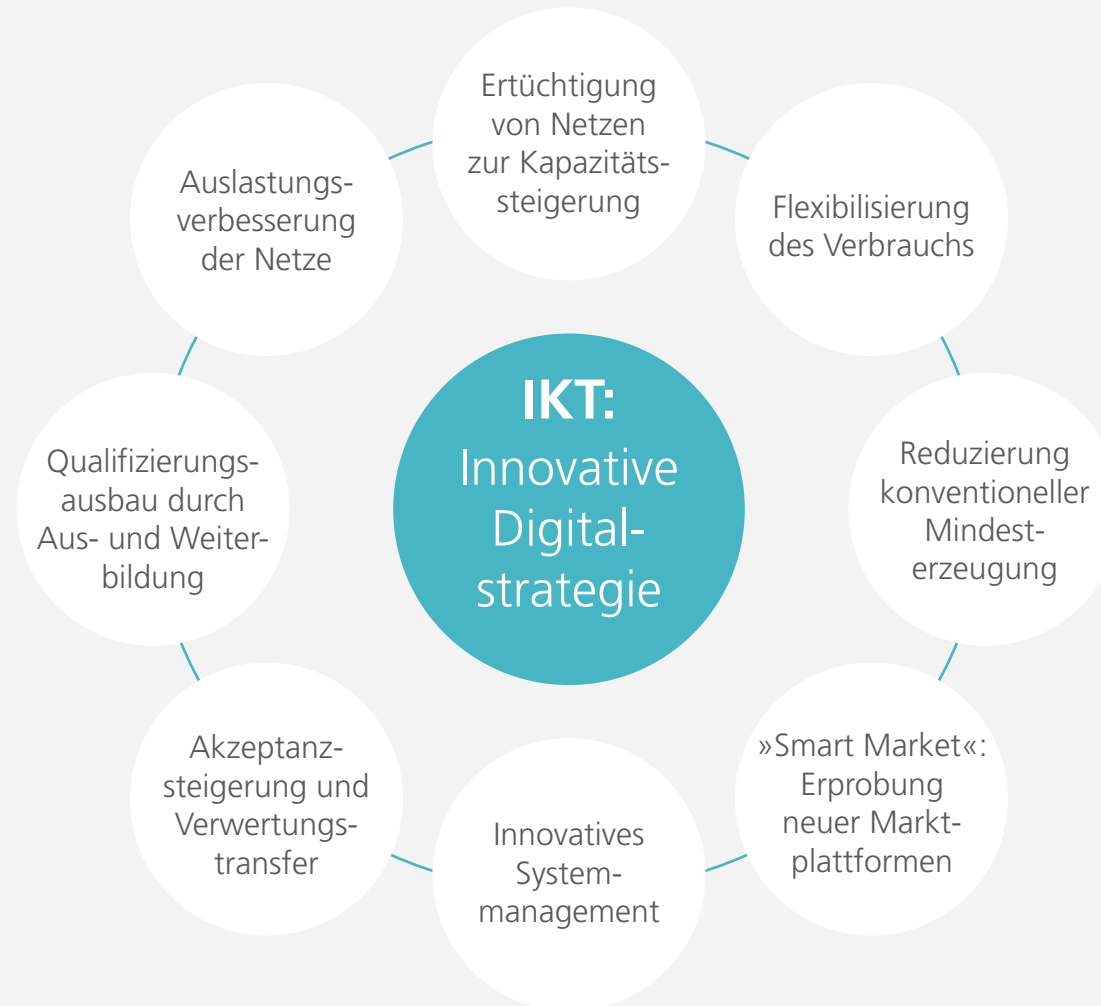 Ertüchtigung
von Netzen
zur Kapazitäts-
steigerung
Flexibilisierung
des Verbrauchs
Reduzierung
konventioneller
Mindest-
erzeugung
»Smart Market«:
Erprobung
neuer Markt-
plattformen
Innovatives
System-
management
Akzeptanz-
steigerung und
Verwertungs-
transfer
Qualifizierungs-
ausbau durch
Aus- und Weiter-
bildung
Auslastungs-
verbesserung
der Netze
IKT:
Innovative
Digital-
strategie